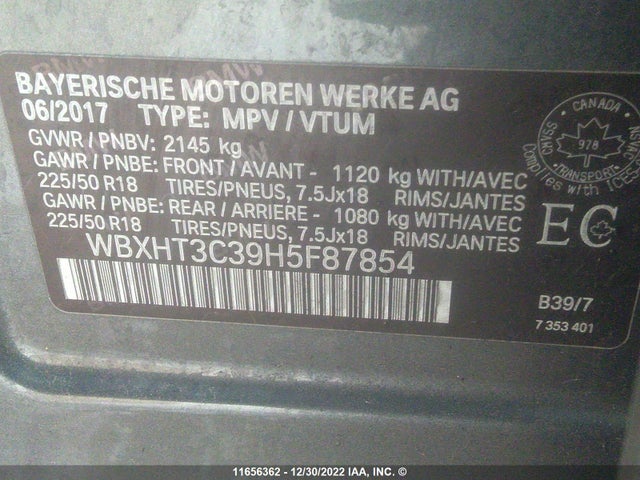 BAYERISCHE MOTOREN WERKE AG
06/2017 TYPE: MPV / VTUM
GVWR / PNBV: 2145 kg
GAWR / PNBE: FRONT / AVANT - 1120 kg WITH/AVEC
225/50 R18 TIRES/PNEUS, 7.5Jx18 RIMS/JANTES
GAWR / PNBE: REAR / ARRIERE - 1080 kg WITH/AVEC
225/50 R18 TIRES/PNEUS, 7.5Jx18 RIMS/JANTES
WBXHT3C39H5F87854
CANADA
978
TRANSPORT
Complies with ICES
EC
B39/7
7 353 401
11656362 - 12/30/2022 IAA, INC. ©